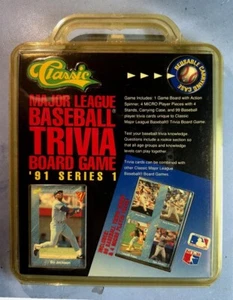 Classic
REUSABLE CARRYING CASE
MAJOR LEAGUE
BASEBALL
TRIVIA
BOARD GAME
'91 SERIES 1
Game Includes: 1 Game Board with Action
Spinner, 4 MICRO Player Pieces with 4
Stands, Carrying Case, and 99 Baseball
player trivia cards unique to Classic
Major League Baseball Trivia Board Game.
Test your baseball trivia knowledge
Questions include a novice section so
that all age groups and knowledge
levels can play together.
Trivia cards can be combined with
other Classic Major League
Baseball Board Games.
Bo Jackson